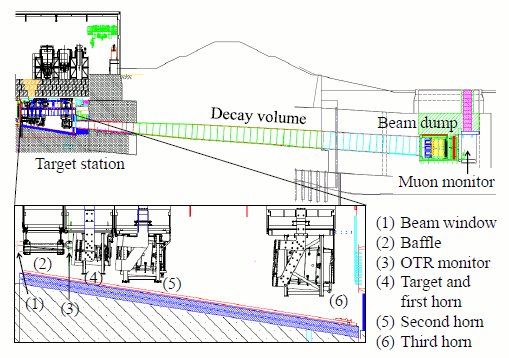 Decay volume
Beam dump
Target station
Muon monitor
(1) Beam window
(2) Baffle
(3) OTR monitor
(4) Target and
first horn
(5) Second horn
(6) Third horn
(2)
(4)
(5)
(6)
(1)
(3)